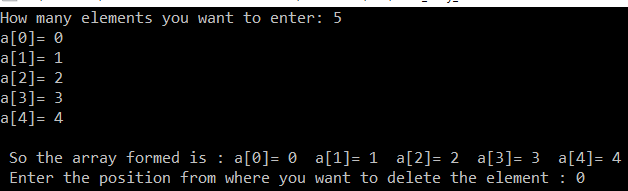 How many elements you want to enter: 5
a[0]= 0
a[1]= 1
a[2]= 2
a[3]= 3
a[4]= 4
So the array formed is : a[0]= 0  a[1]= 1  a[2]= 2  a[3]= 3  a[4]= 4
Enter the position from where you want to delete the element : 0